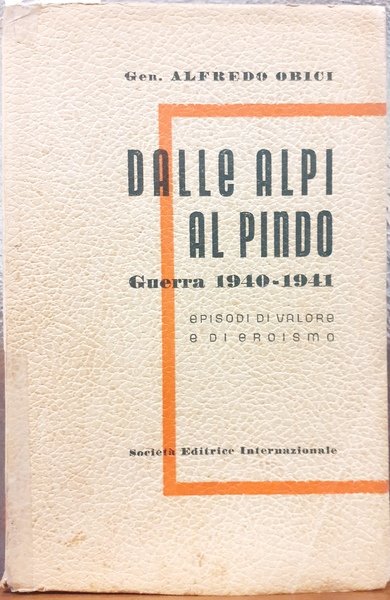 Gen. ALFREDO OBICI
DALLE ALPI
AL PINDO
Guerra 1940-1941
EPISODI DI VALORE
E DI EROISMO
Società Editrice Internazionale